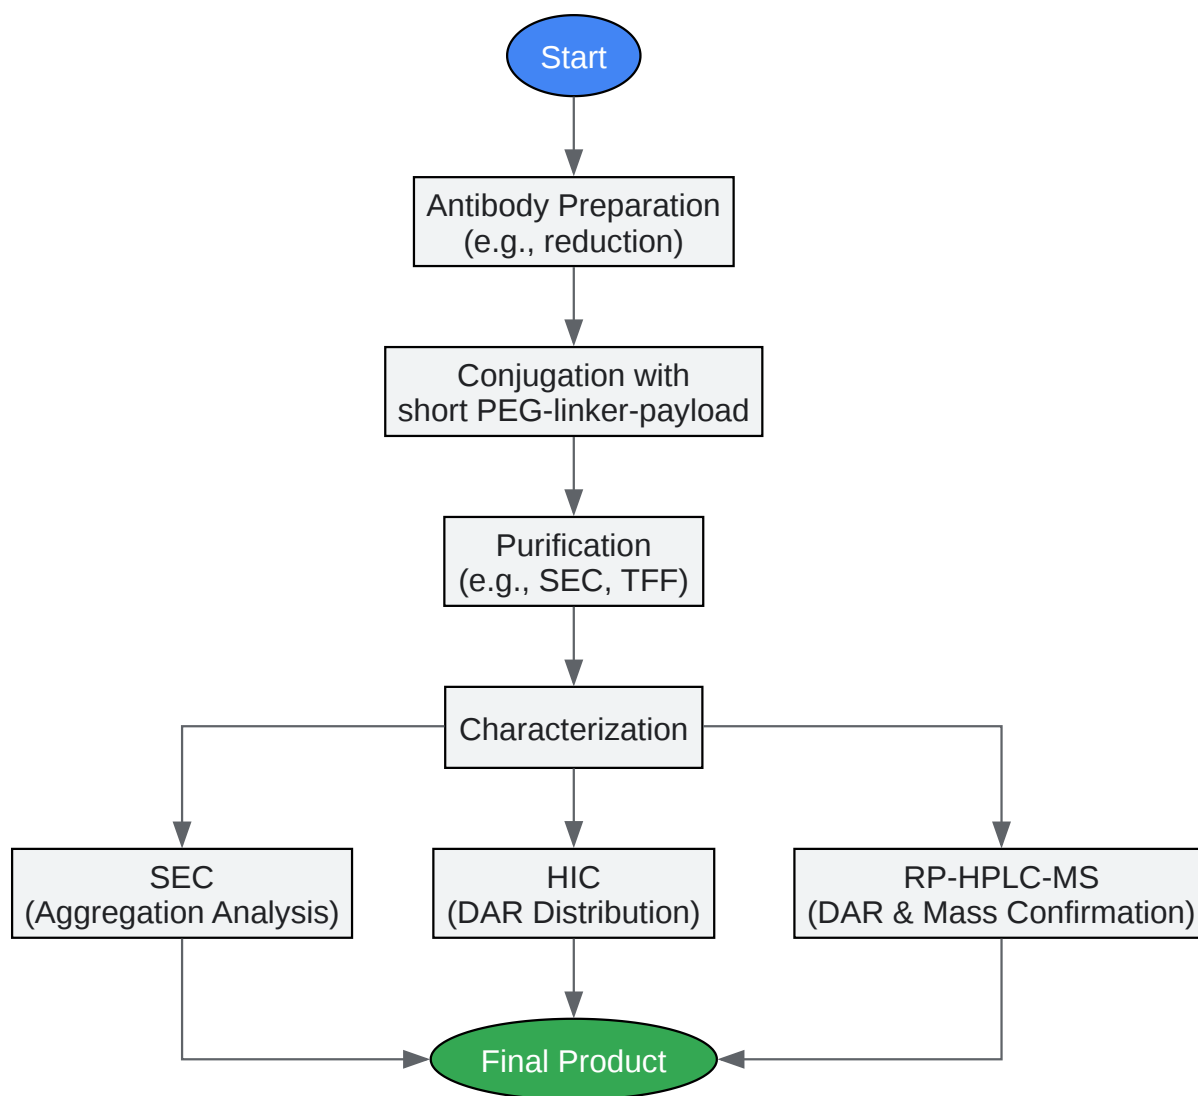 Start
Antibody Preparation
(e.g., reduction)
Conjugation with
short PEG-linker-payload
Purification
(e.g., SEC, TFF)
Characterization
SEC
(Aggregation Analysis)
HIC
(DAR Distribution)
RP-HPLC-MS
(DAR & Mass Confirmation)
Final Product